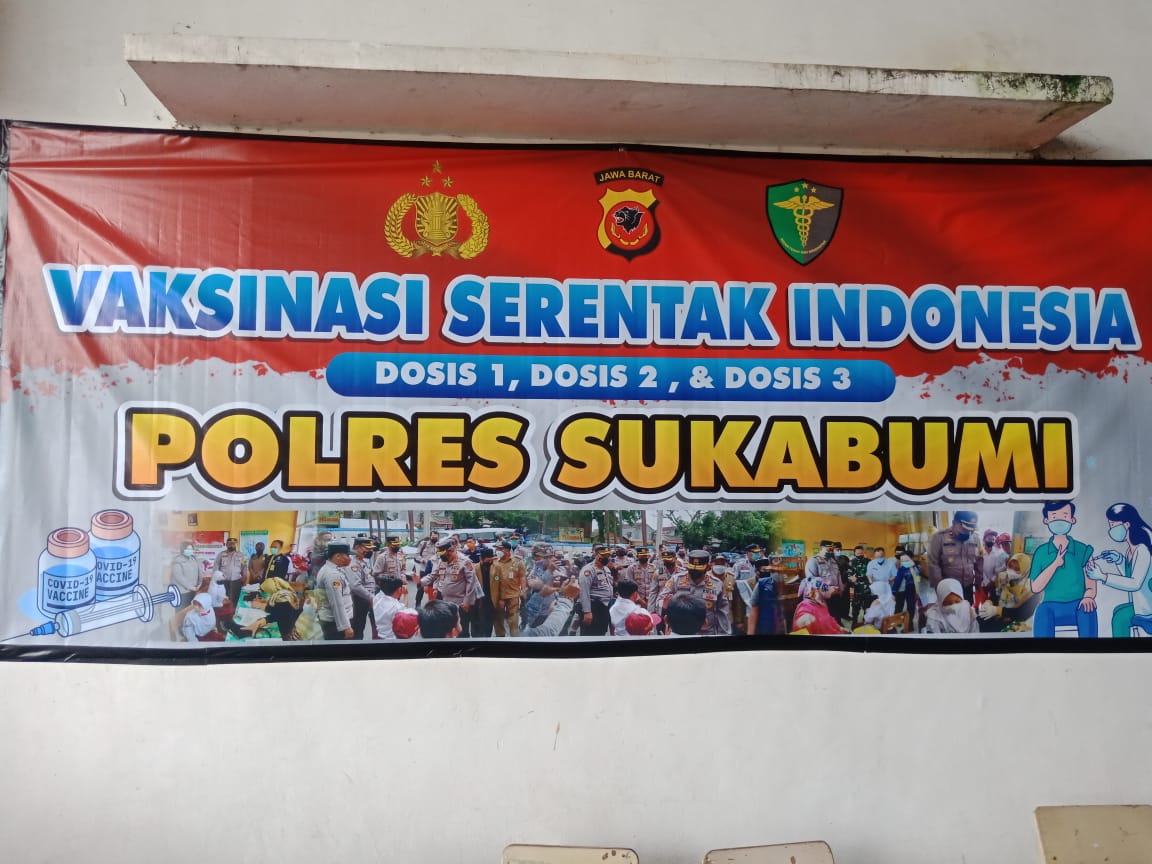 JAWA BARAT
VAKSINASI SERENTAK INDONESIA
DOSIS 1, DOSIS 2 , & DOSIS 3
POLRES SUKABUMI
COVID-19
VACCINE
COVID-19
VACCINE